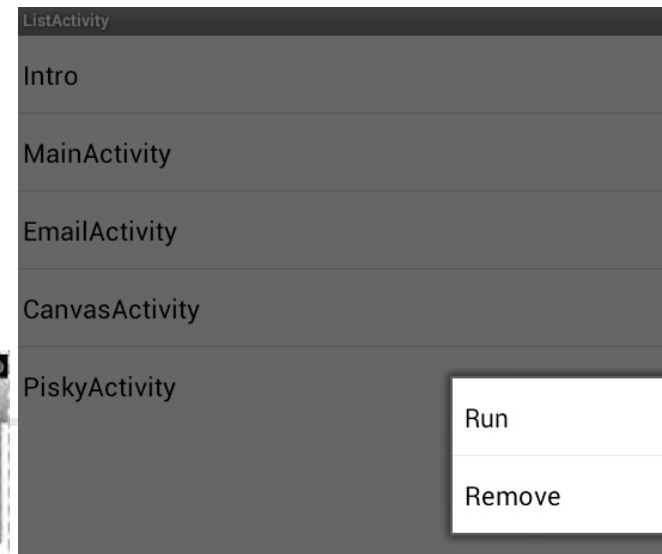 ListActivity
Intro
MainActivity
EmailActivity
CanvasActivity
PiskyActivity
Run
Remove